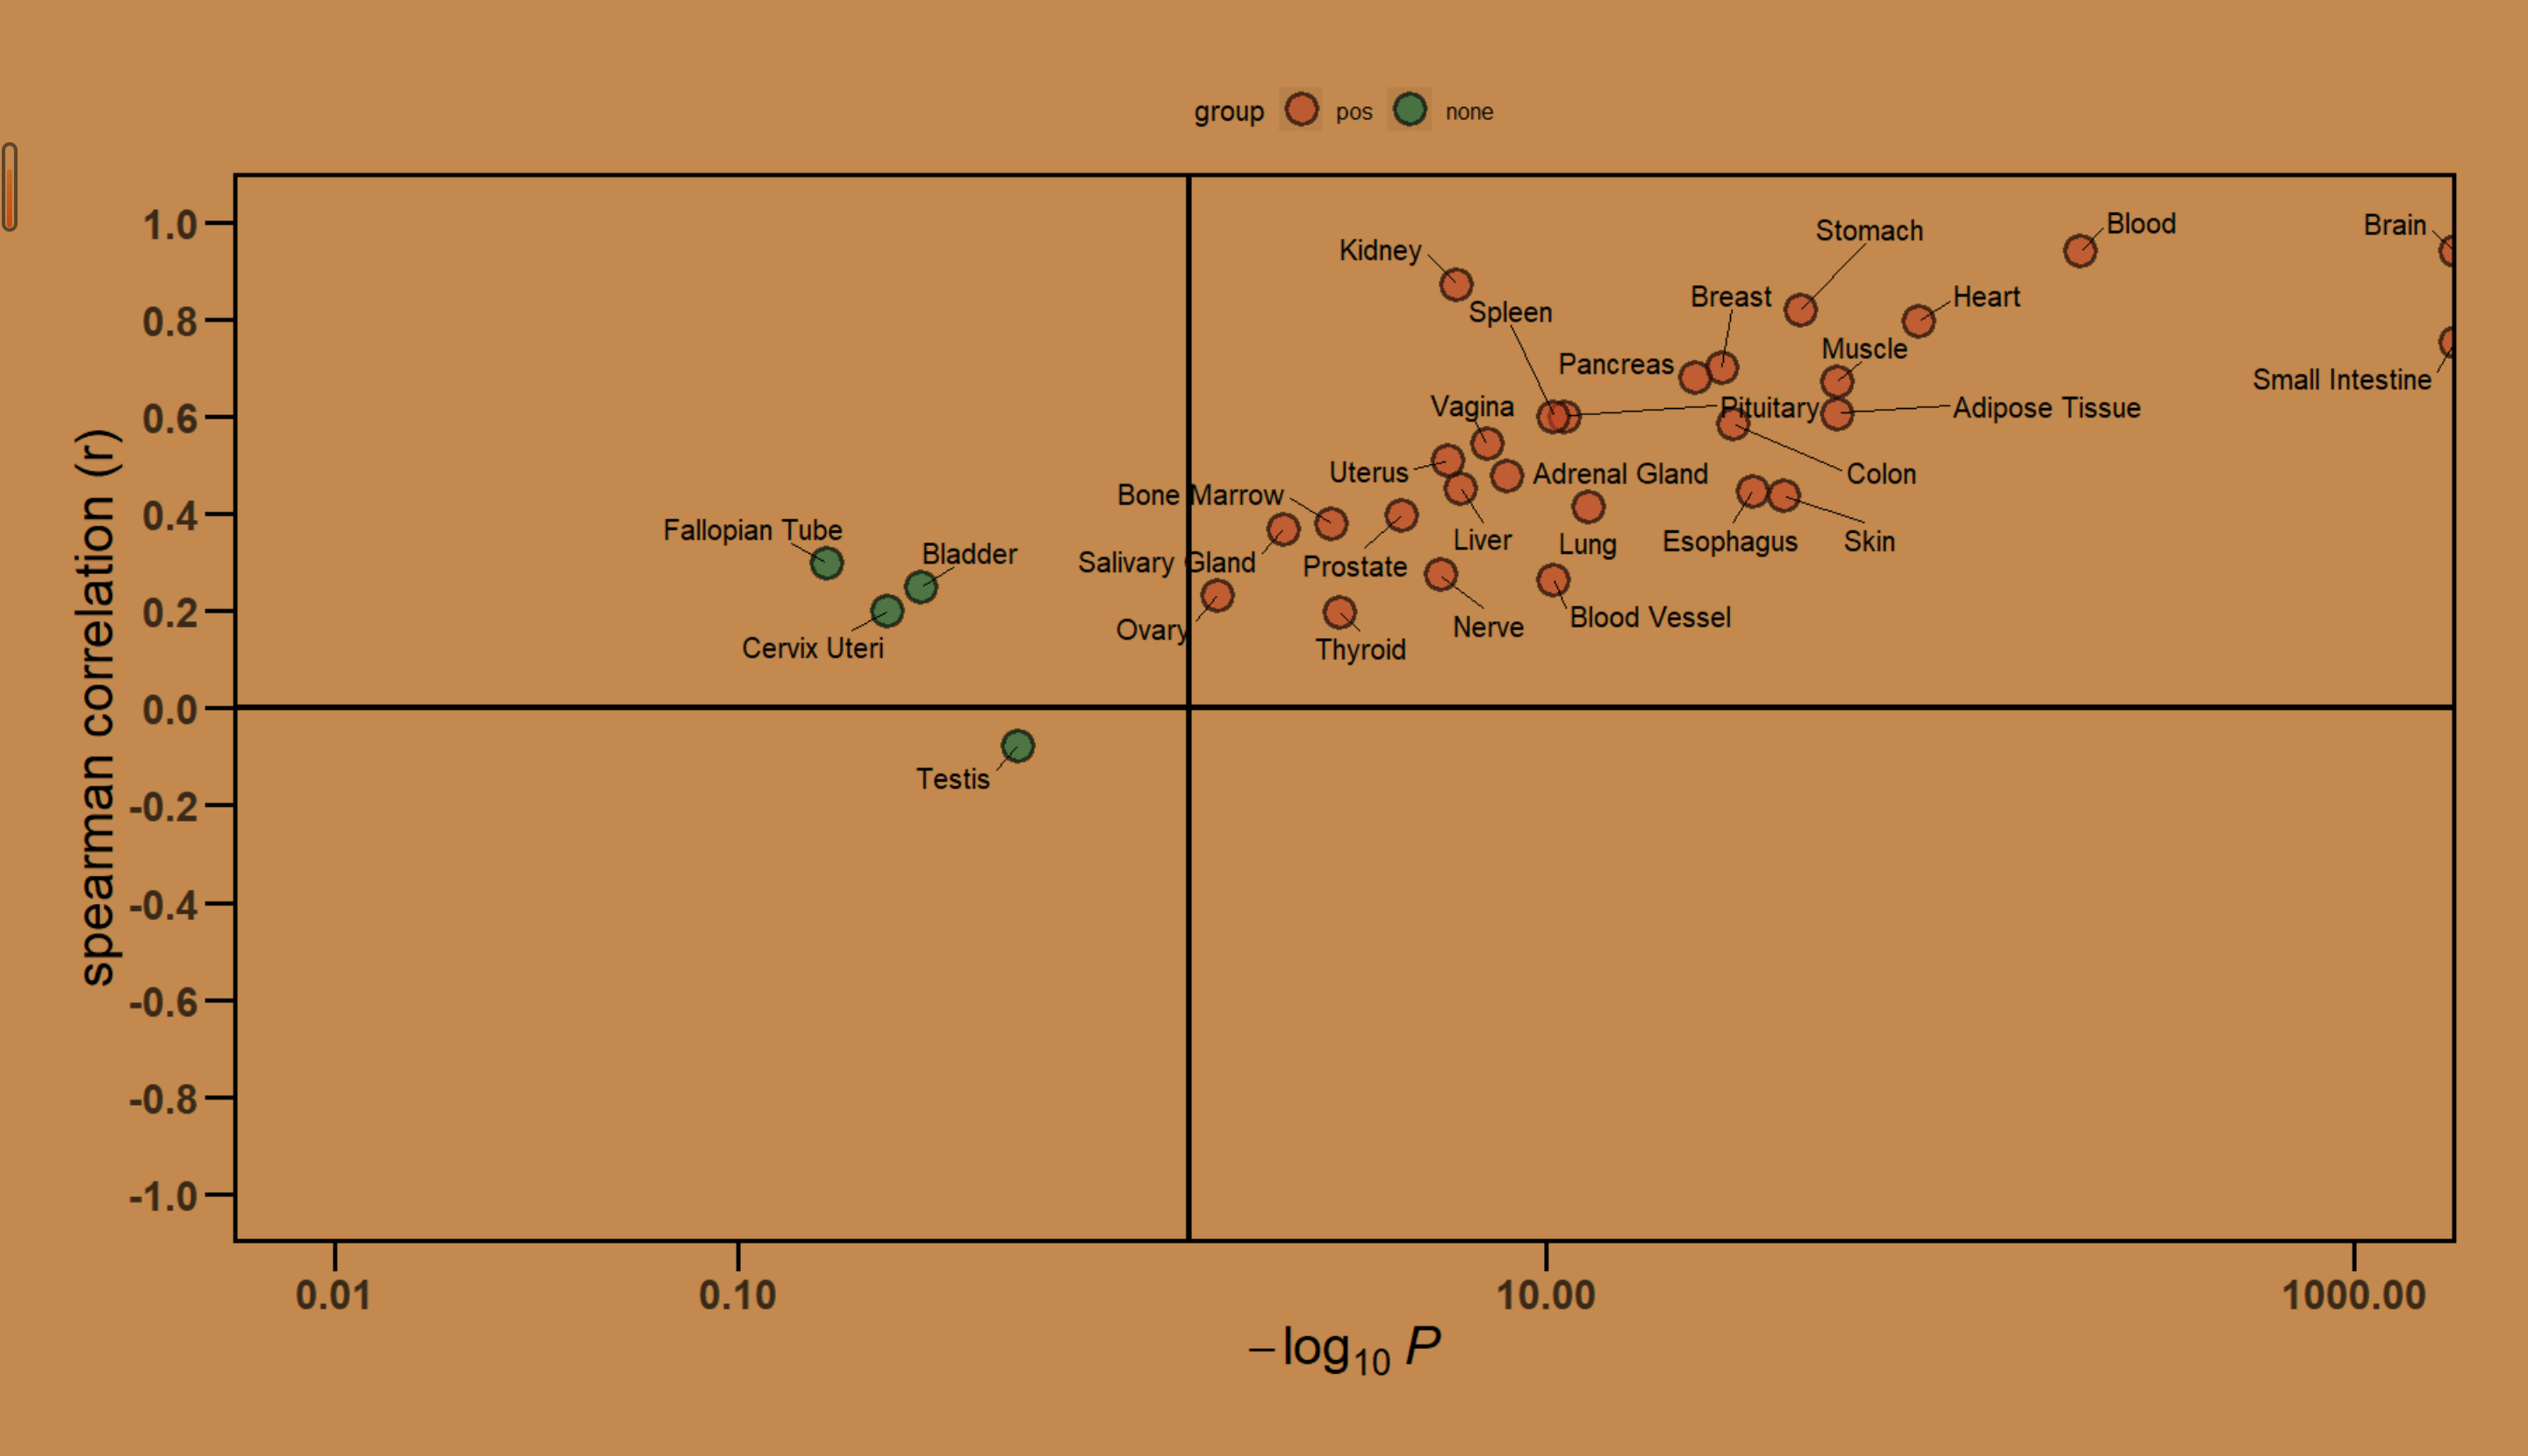 group pos none
1.0
0.8
0.6
0.4
0.2
0.0
-0.2
-0.4
-0.6
-0.8
-1.0
spearman correlation (r)
Kidney
Stomach
Blood
Brain
Spleen
Breast
Heart
Pancreas
Muscle
Small Intestine
Vagina
Pituitary
Adipose Tissue
Uterus
Adrenal Gland
Colon
Bone Marrow
Fallopian Tube
Bladder
Salivary Gland
Prostate
Liver
Lung
Esophagus
Skin
Cervix Uteri
Ovary
Thyroid
Nerve
Blood Vessel
Testis
0.01 0.10 10.00 1000.00
−log10 P